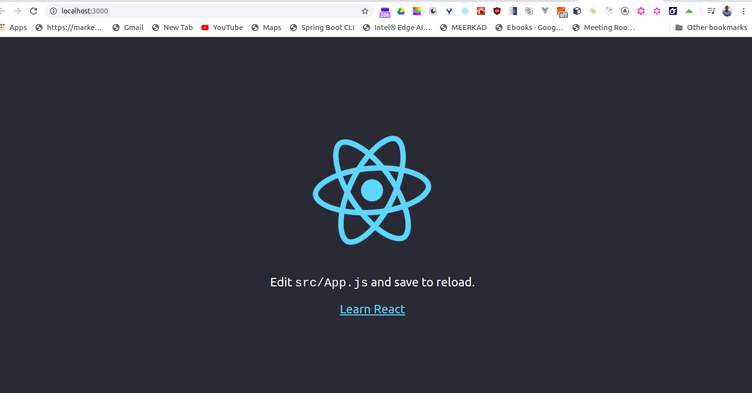 localhost:3000
Apps https://marke... Gmail New Tab YouTube Maps Spring Boot CLI Intel® Edge AI... MEERKAD Ebooks - Goog... Meeting Roo... Other bookmarks
Edit src/App.js and save to reload.
Learn React